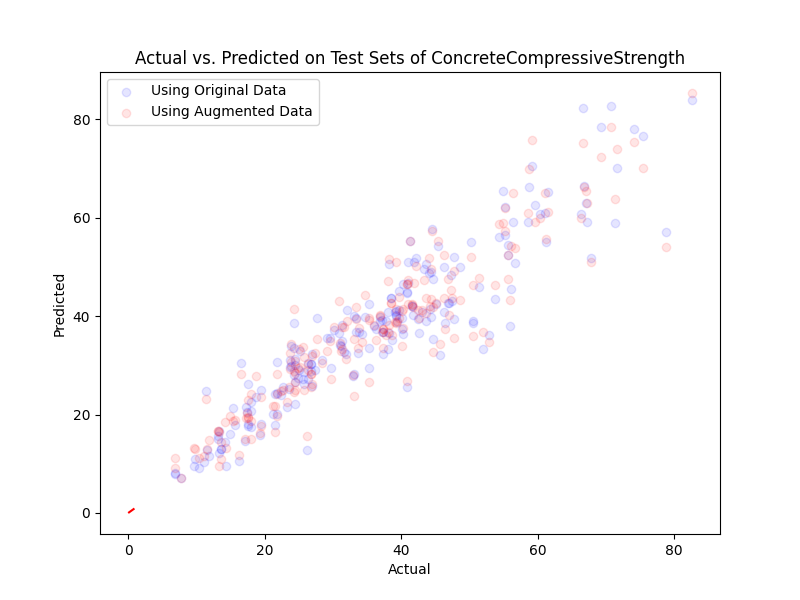 Actual vs. Predicted on Test Sets of ConcreteCompressiveStrength
Using Original Data
Using Augmented Data
80
60
40
20
0
Predicted
0 20 40 60 80
Actual